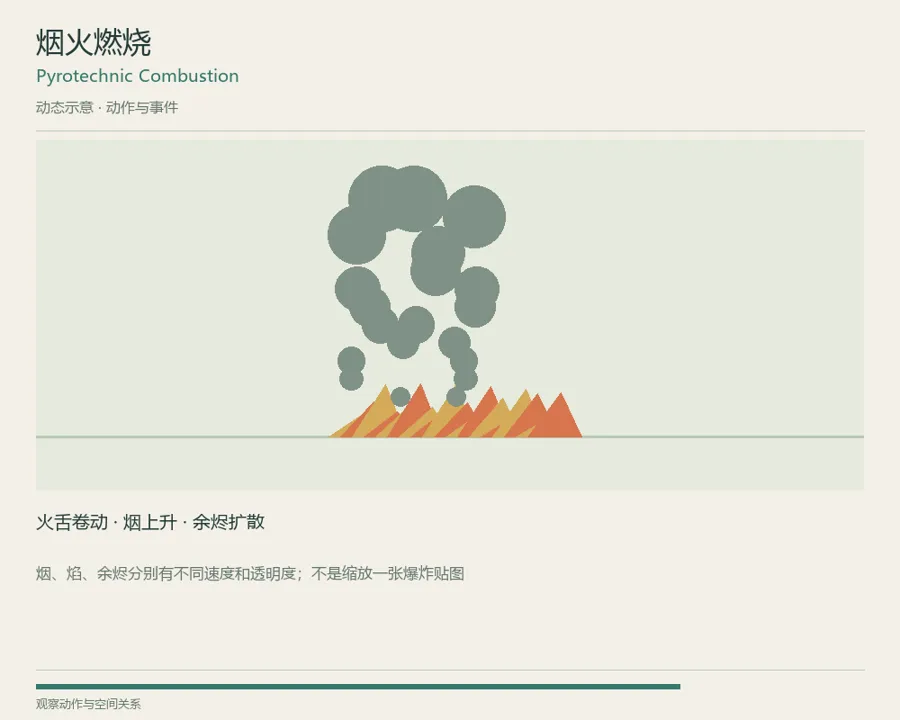 烟火燃烧
Pyrotechnic Combustion
动态示意 · 动作与事件
火舌卷动 · 烟上升 · 余烬扩散
烟、焰、余烬分别有不同速度和透明度；不是缩放一张爆炸贴图
观察动作与空间关系